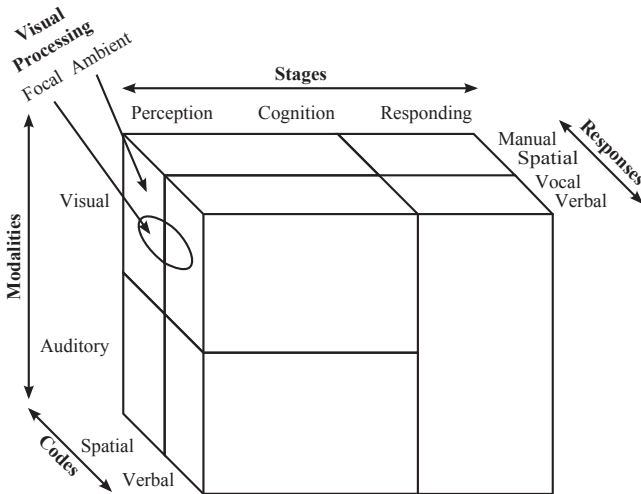 Visual
Processing
Focal Ambient
Stages
Perception Cognition Responding
Manual
Spatial
Vocal
Verbal
Responses
Modalities
Visual
Auditory
Spatial
Verbal
Codes